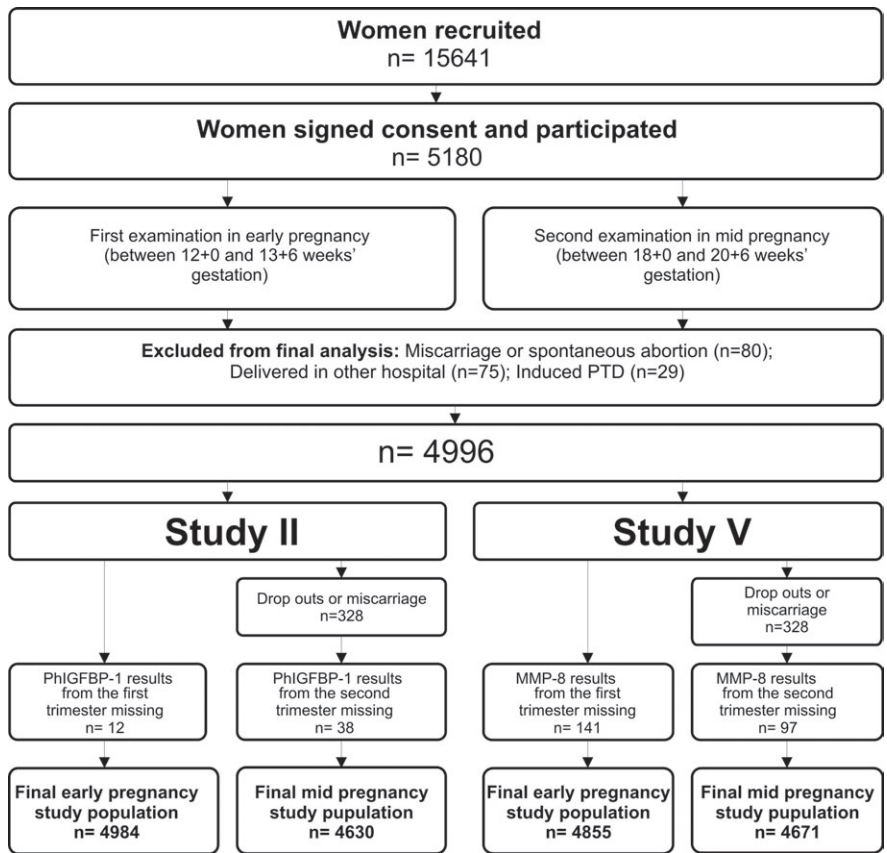 Women recruited
n= 15641
Women signed consent and participated
n= 5180
First examination in early pregnancy
(between 12+0 and 13+6 weeks'
gestation)
Second examination in mid pregnancy
(between 18+0 and 20+6 weeks'
gestation)
Excluded from final analysis: Miscarriage or spontaneous abortion (n=80);
Delivered in other hospital (n=75); Induced PTD (n=29)
n= 4996
Study II
Study V
Drop outs or miscarriage
n=328
Drop outs or
miscarriage
n=328
PhIGFBP-1 results
from the first
trimester missing
n= 12
PhIGFBP-1 results
from the second
trimester missing
n= 38
MMP-8 results
from the first
trimester missing
n= 141
MMP-8 results
from the second
trimester missing
n= 97
Final early pregnancy
study population
n= 4984
Final mid pregnancy
study pupulation
n= 4630
Final early pregnancy
study population
n= 4855
Final mid pregnancy
study pupulation
n= 4671